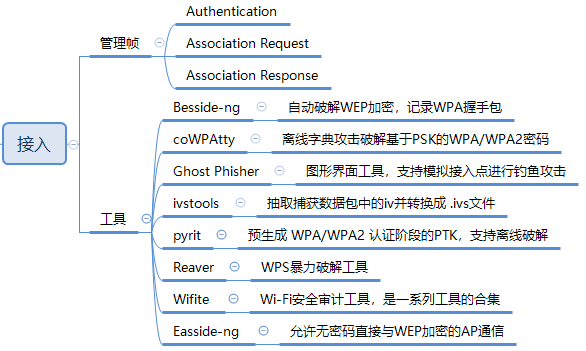 接入
管理帧
Authentication
Association Request
Association Response
工具
Besside-ng
自动破解WEP加密，记录WPA握手包
coWPAtty
离线字典攻击破解基于PSK的WPA/WPA2密码
Ghost Phisher
图形界面工具，支持模拟接入点进行钓鱼攻击
ivstools
抽取捕获数据包中的iv并转换成 .ivs文件
pyrit
预生成 WPA/WPA2 认证阶段的PTK，支持离线破解
Reaver
WPS暴力破解工具
Wifite
Wi-Fi安全审计工具，是一系列工具的合集
Easside-ng
允许无密码直接与WEP加密的AP通信